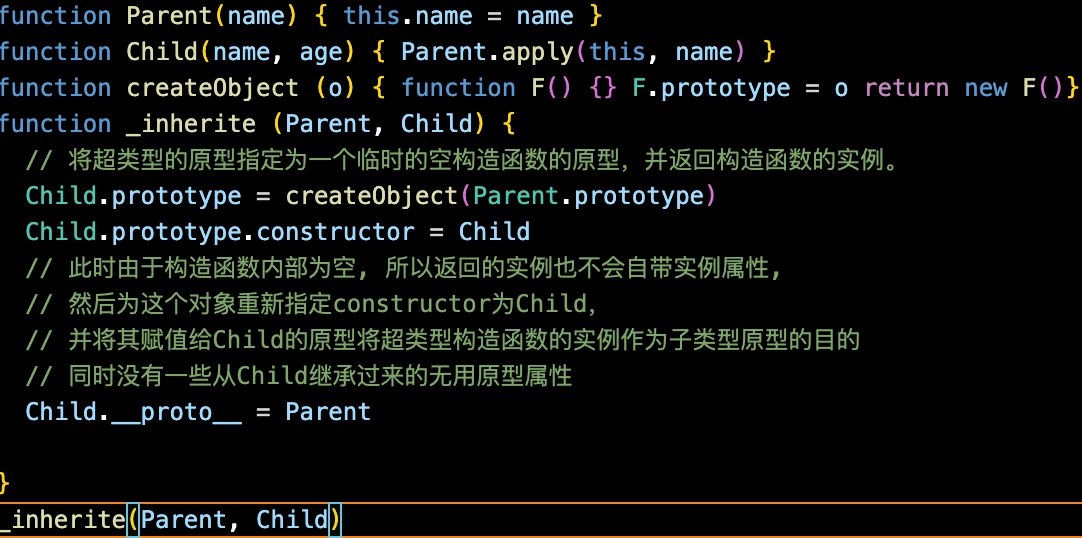 function Parent(name) { this.name = name }
function Child(name, age) { Parent.apply(this, name) }
function createObject (o) { function F() {} F.prototype = o return new F()}
function _inherite (Parent, Child) {
  // 将超类型的原型指定为一个临时的空构造函数的原型，并返回构造函数的实例。
  Child.prototype = createObject(Parent.prototype)
  Child.prototype.constructor = Child
  // 此时由于构造函数内部为空, 所以返回的实例也不会自带实例属性,
  // 然后为这个对象重新指定constructor为Child,
  // 并将其赋值给Child的原型将超类型构造函数的实例作为子类型原型的目的
  // 同时没有一些从Child继承过来的无用原型属性
  Child.__proto__ = Parent
}
_inherite(Parent, Child)